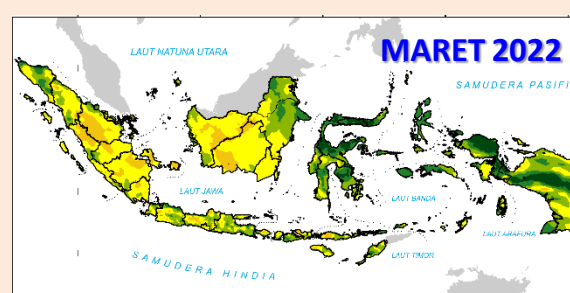 MARET 2022
LAUT NATUNA UTARA
SAMUDERA PASIFI
LAUT JAWA
LAUT BANDA
LAUT ARAFURA
LAUT TIMOR
SAMUDERA HINDIA